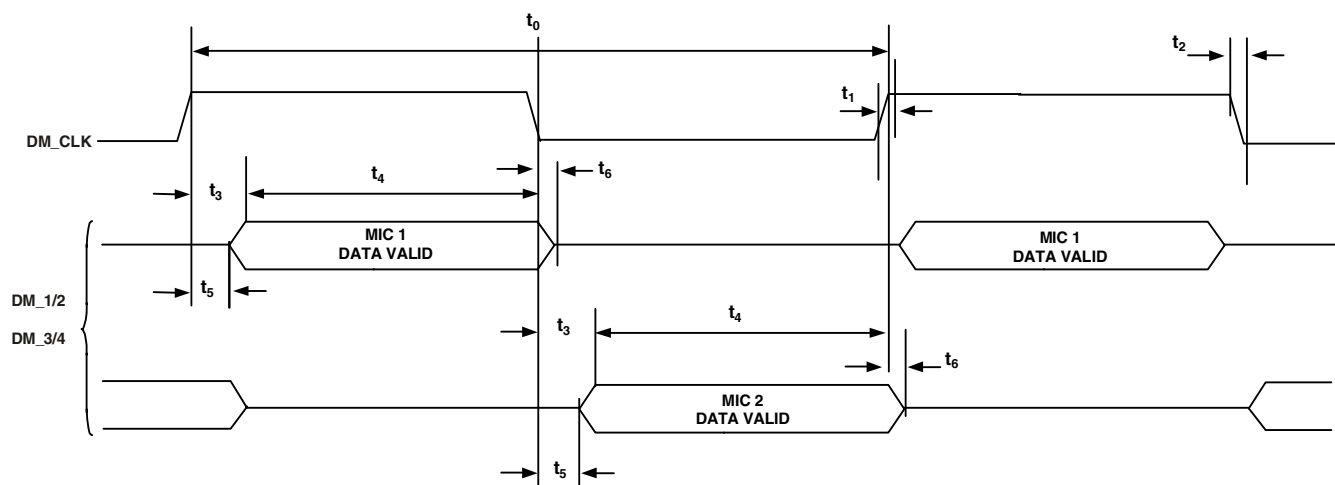 t₀
t₂
t₁
DM_CLK
t₃
t₄
t₆
MIC 1
DATA VALID
MIC 1
DATA VALID
t₅
DM_1/2
DM_3/4
t₃
t₄
t₆
MIC 2
DATA VALID
t₅